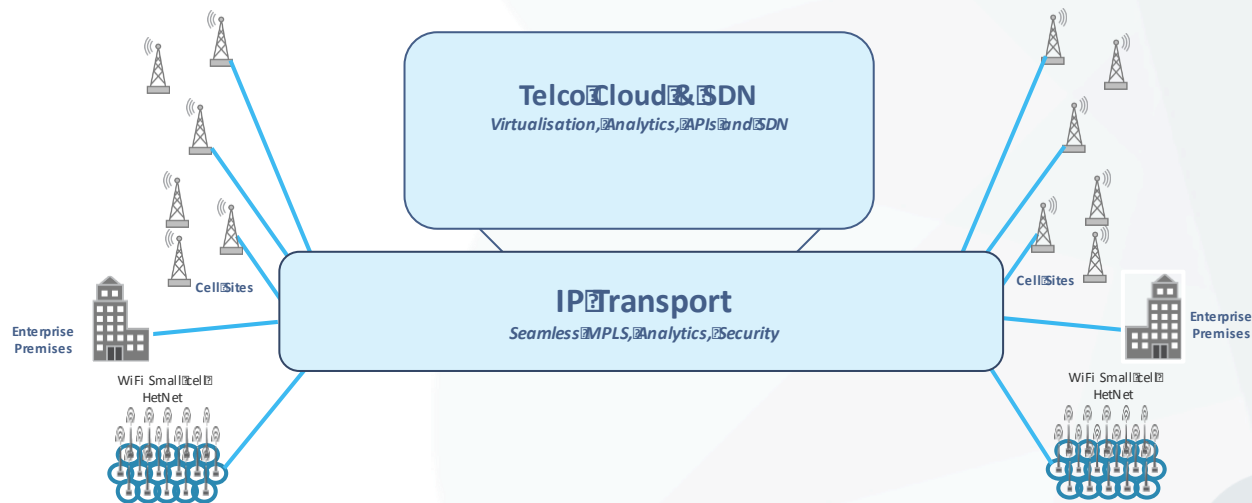 Telco Cloud & SDN
Virtualisation, Analytics, APIs and SDN
Cell Sites
Cell Sites
IP Transport
Seamless MPLS, Analytics, Security
Enterprise
Premises
Enterprise
Premises
WiFi Small cell
HetNet
WiFi Small cell
HetNet